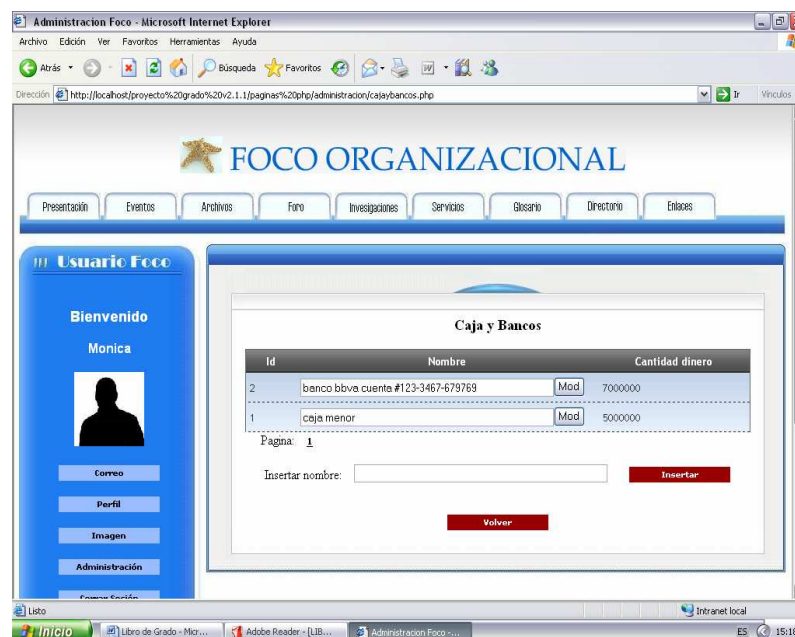 Administracion Foco - Microsoft Internet Explorer
Archivo Edición Ver Favoritos Herramientas Ayuda
Atrás Búsqueda Favoritos
Dirección http://localhost/proyecto%20grado%20v2.1.1/paginas%20php/administracion/cajaybancos.php Ir Vínculos
FOCO ORGANIZACIONAL
Presentación Eventos Archivos Foro Invesigaciones Servicios Glosario Directorio Enlaces
Usuario Foco
Bienvenido
Monica
Correo
Perfil
Imagen
Administración
Caja y Bancos
Id Nombre Cantidad dinero
2 banco bbva cuenta #123-3467-679769 Mod 7000000
1 caja menor Mod 5000000
Pagina: 1
Insertar nombre: Insertar
Volver
Listo Intranet local
Inicio Libro de Grado - Micr... Adobe Reader - [LIB... Administracion Foco -... ES